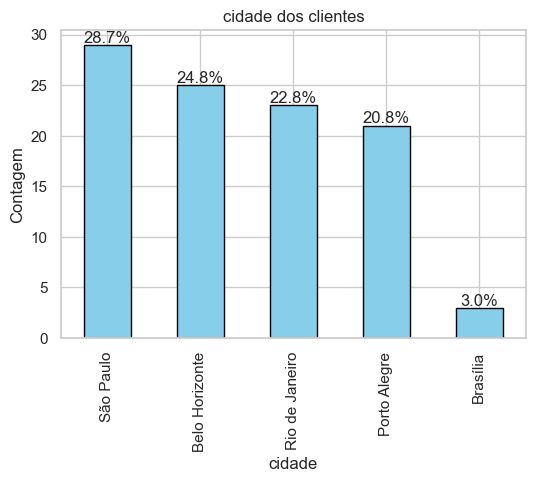 cidade dos clientes
30
25
20
15
10
5
0
Contagem
28.7%
24.8%
22.8%
20.8%
3.0%
São Paulo
Belo Horizonte
Rio de Janeiro
Porto Alegre
Brasília
cidade